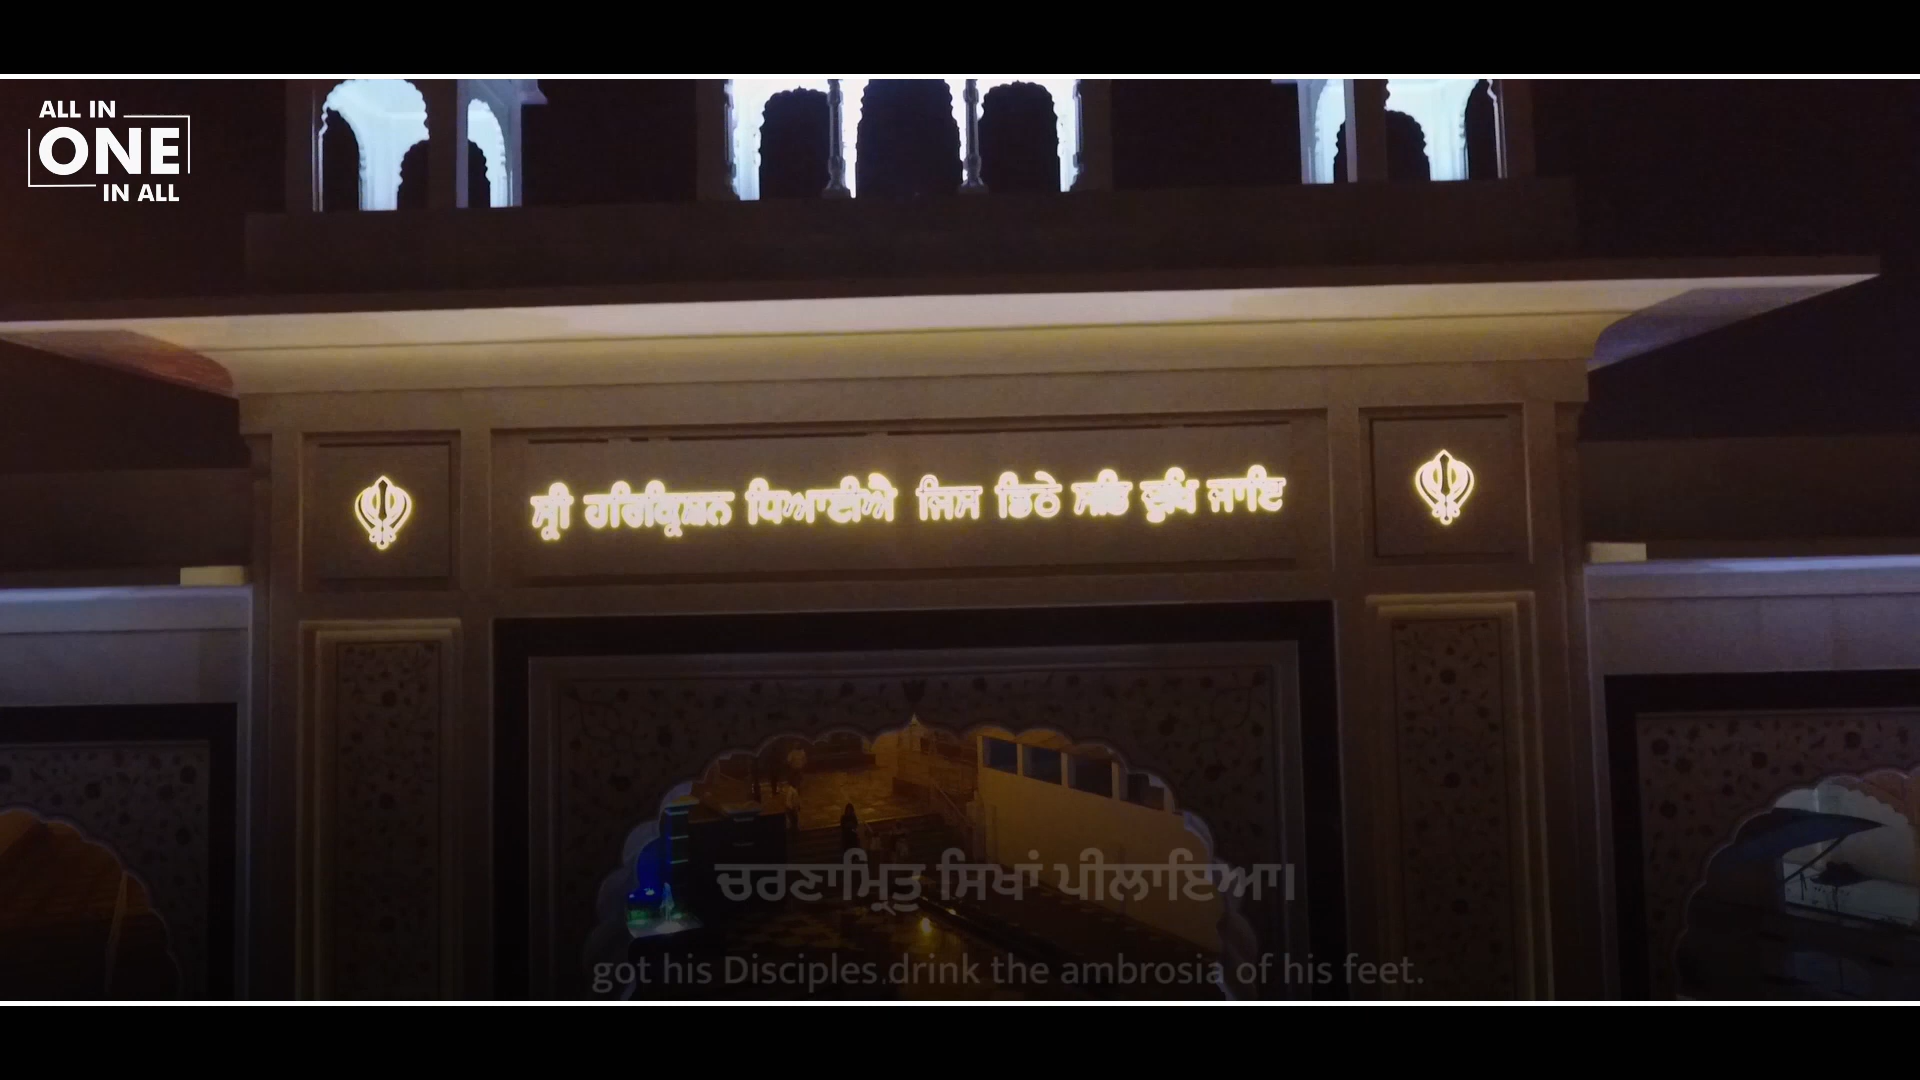 ALL IN
ONE
IN ALL
ਸ੍ਰੀ ਹਰਿਕ੍ਰਿਸ਼ਨ ਧਿਆਈਐ ਜਿਸ ਡਿਠੇ ਸਭਿ ਦੁਖਿ ਜਾਇ
ਚਰਣਾਮ੍ਰਿਤੁ ਸਿਖਾਂ ਪੀਲਾਇਆ।
got his Disciples drink the ambrosia of his feet.